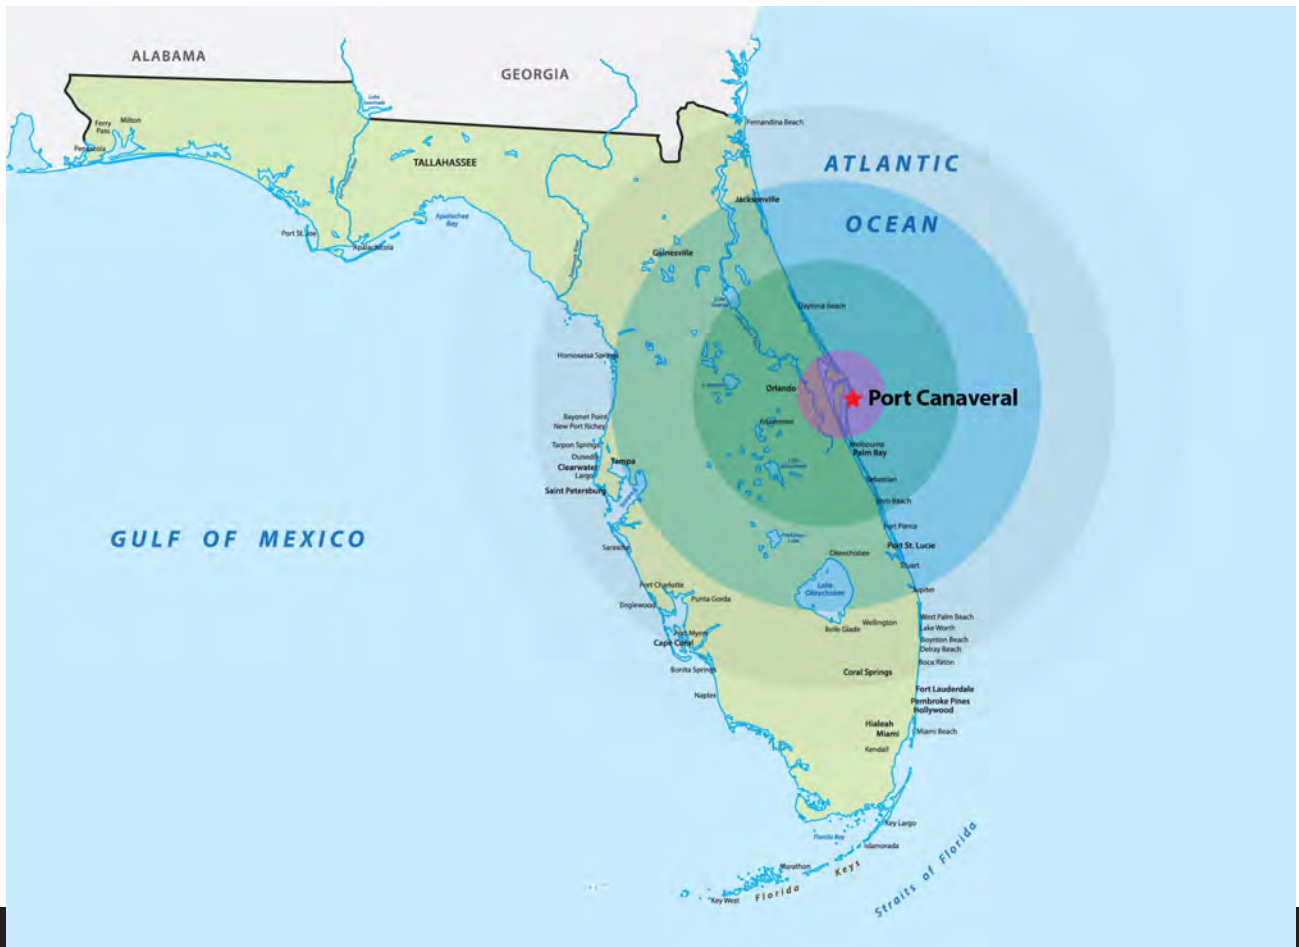 ALABAMA
GEORGIA
Lake
Seminole
Ferry
Pass
Milton
Pensacola
Fernandina Beach
TALLAHASSEE
ATLANTIC
OCEAN
Jacksonville
Apalachee
Bay
Port St. Joe
Apalachicola
Gainesville
Lake
George
Daytona Beach
Homosassa Springs
Orlando
Port Canaveral
Kissimmee
Bayonet Point
New Port Richey
Tarpon Springs
Dunedin
Clearwater
Largo
Tampa
Saint Petersburg
Melbourne
Palm Bay
Sebastian
Vero Beach
Fort Pierce
Port St. Lucie
Stuart
Okeechobee
Lake
Okeechobee
Jupiter
GULF OF MEXICO
Sarasota
Port Charlotte
Punta Gorda
Englewood
Fort Myers
Cape Coral
Bonita Springs
Naples
Wellington
Belle Glade
West Palm Beach
Lake Worth
Boynton Beach
Delray Beach
Boca Raton
Coral Springs
Fort Lauderdale
Pembroke Pines
Hollywood
Hialeah
Miami
Miami Beach
Kendall
Florida Bay
Key Largo
Islamorada
Marathon
Key West
Florida Keys
Straits of Florida